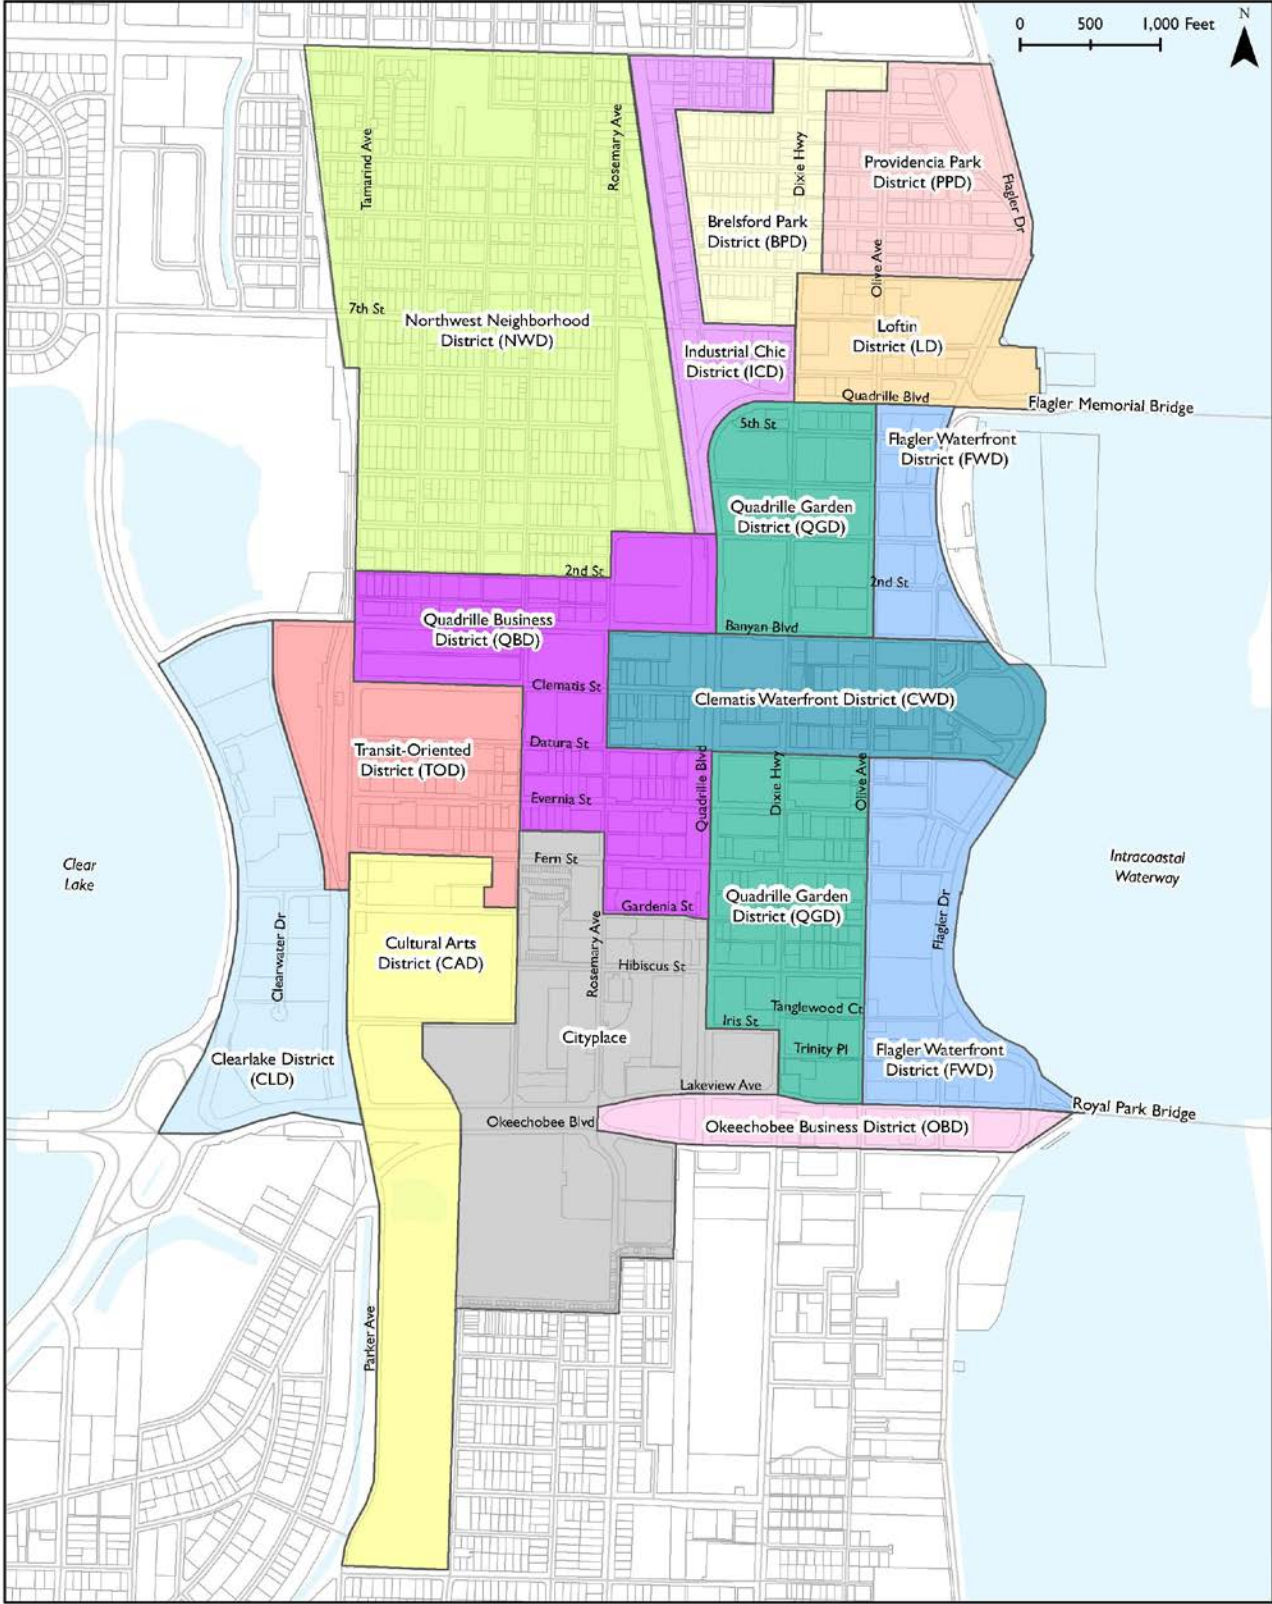 0 500 1,000 Feet
N
Tamarind Ave
Rosemary Ave
Dixie Hwy
Providencia Park
District (PPD)
Flagler Dr
Brelsford Park
District (BPD)
Olive Ave
7th St
Northwest Neighborhood
District (NWD)
Loftin
District (LD)
Industrial Chic
District (ICD)
Quadrille Blvd
Flagler Memorial Bridge
5th St
Flagler Waterfront
District (FWD)
Quadrille Garden
District (QGD)
2nd St
2nd St
Quadrille Business
District (QBD)
Banyan Blvd
Clematis St
Clematis Waterfront District (CWD)
Datura St
Transit-Oriented
District (TOD)
Quadrille Blvd
Dixie Hwy
Olive Ave
Evernia St
Clear
Lake
Fern St
Intracoastal
Waterway
Gardenia St
Quadrille Garden
District (QGD)
Flagler Dr
Clearwater Dr
Cultural Arts
District (CAD)
Rosemary Ave
Hibiscus St
Tanglewood Ct
Iris St
Cityplace
Trinity Pl
Flagler Waterfront
District (FWD)
Clearlake District
(CLD)
Lakeview Ave
Royal Park Bridge
Okeechobee Blvd
Okeechobee Business District (OBD)
Parker Ave